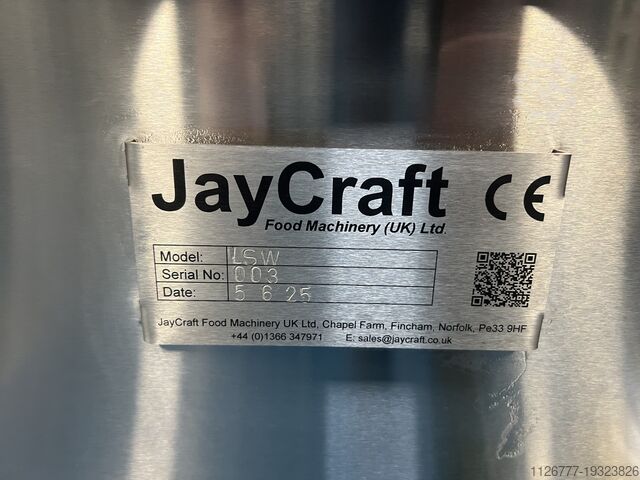 JayCraft CE
Food Machinery (UK) Ltd.
Model: LSW
Serial No: 003
Date: 5 6 25
JayCraft Food Machinery UK Ltd, Chapel Farm, Fincham, Norfolk, Pe33 9HF
+44 (0)1366 347971 E: sales@jaycraft.co.uk
1126777-19323826